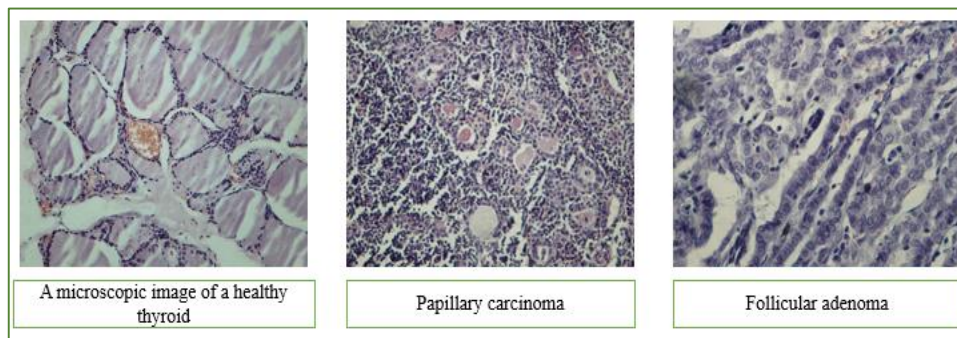 A microscopic image of a healthy
thyroid
Papillary carcinoma
Follicular adenoma